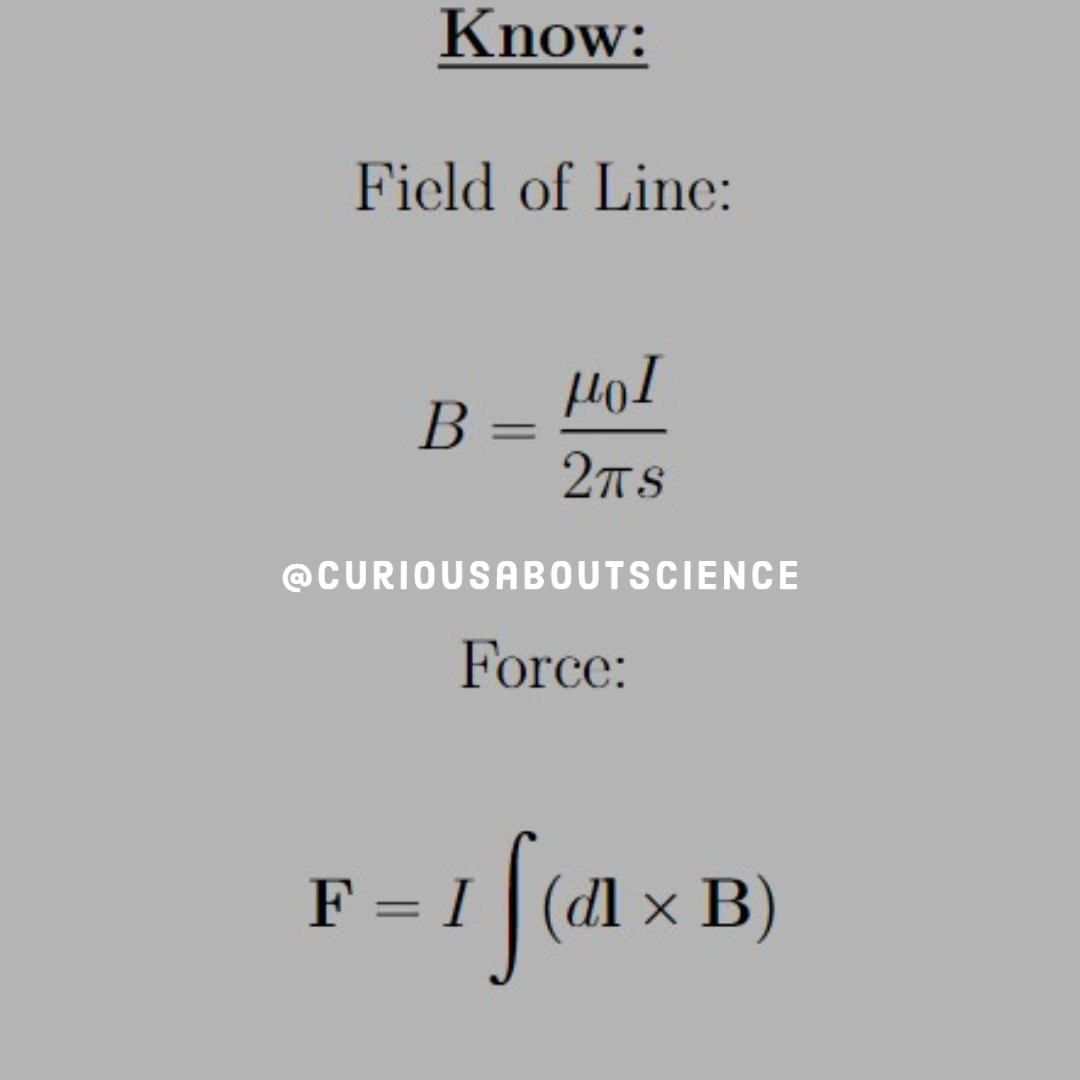 Know:
Field of Line:
B = μ₀I / 2πs
@CURIOUSABOUTSCIENCE
Force:
F = I ∫(dl × B)